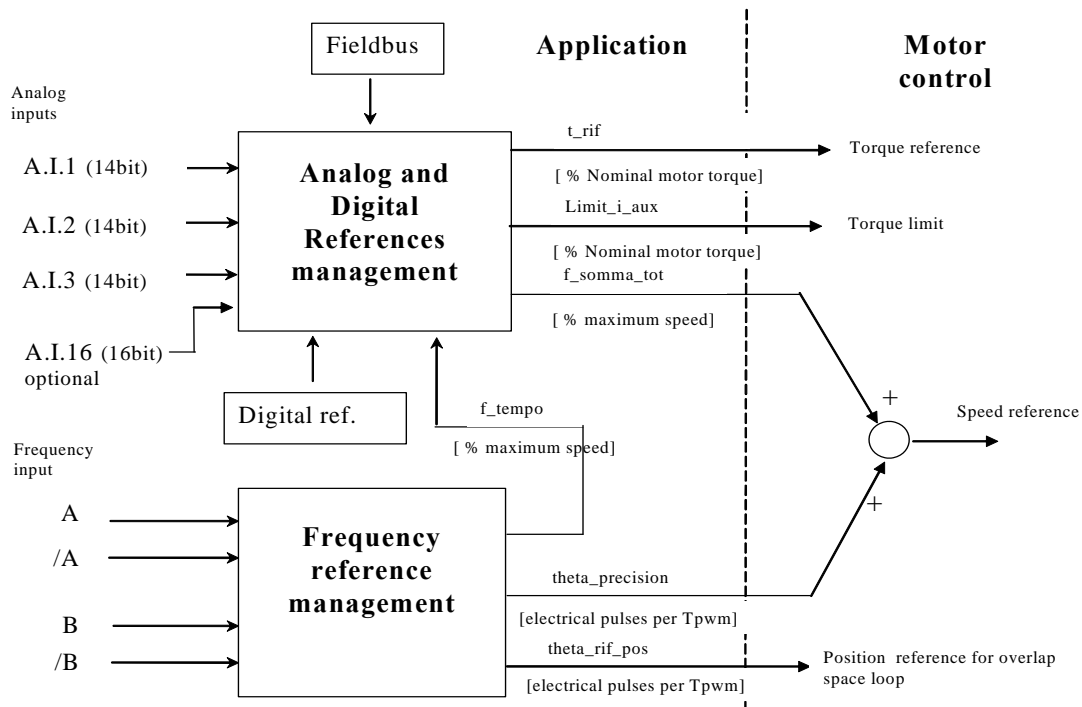 Fieldbus
Application
Motor
control
Analog
inputs
A.I.1 (14bit)
A.I.2 (14bit)
A.I.3 (14bit)
A.I.16 (16bit)
optional
Analog and
Digital
References
management
t_rif
[ % Nominal motor torque]
Limit_i_aux
[ % Nominal motor torque]
f_somma_tot
[ % maximum speed]
Torque reference
Torque limit
Digital ref.
f_tempo
[ % maximum speed]
+
+
Speed reference
Frequency
input
A
/A
B
/B
Frequency
reference
management
theta_precision
[electrical pulses per Tpwm]
theta_rif_pos
[electrical pulses per Tpwm]
Position reference for overlap
space loop